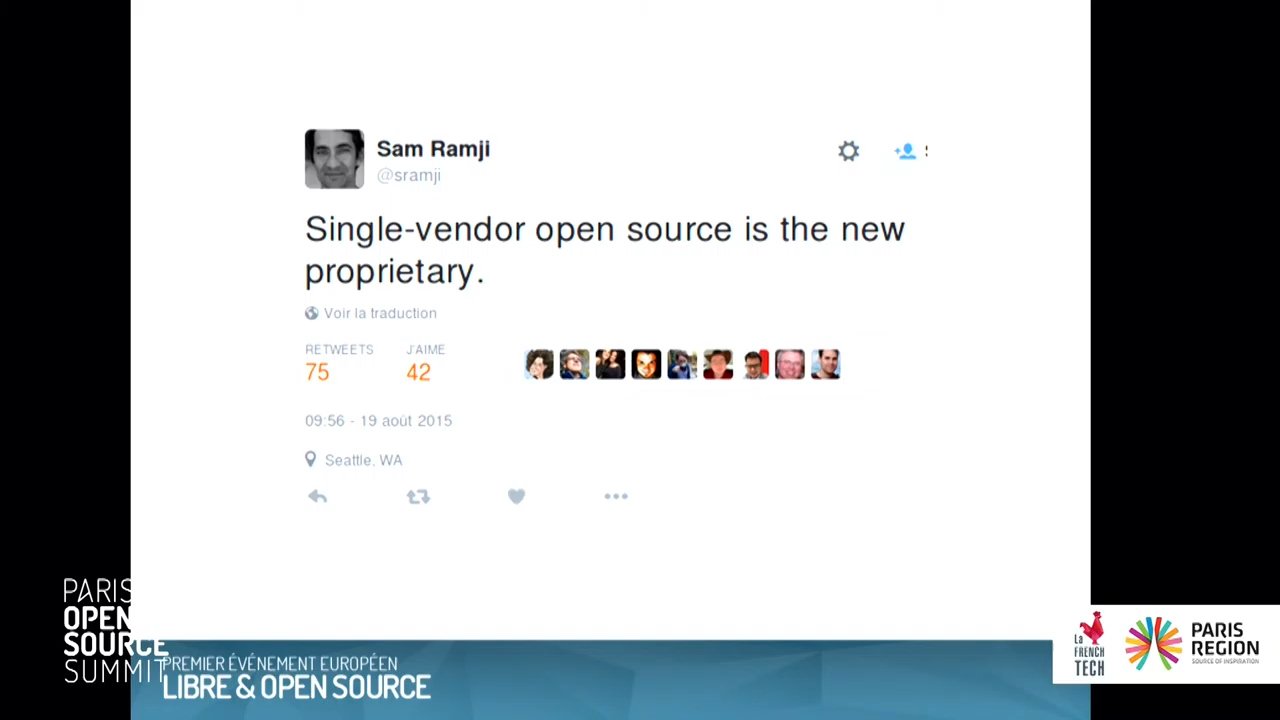 Sam Ramji
@sramji
Single-vendor open source is the new
proprietary.
Voir la traduction
RETWEETS J'AIME
75 42
09:56 - 19 août 2015
Seattle, WA
PARIS
OPEN
SOURCE
SUMMIT
PREMIER ÉVÉNEMENT EUROPÉEN
LIBRE & OPEN SOURCE
La
FRENCH
TECH
PARIS
REGION
SOURCE OF INSPIRATION